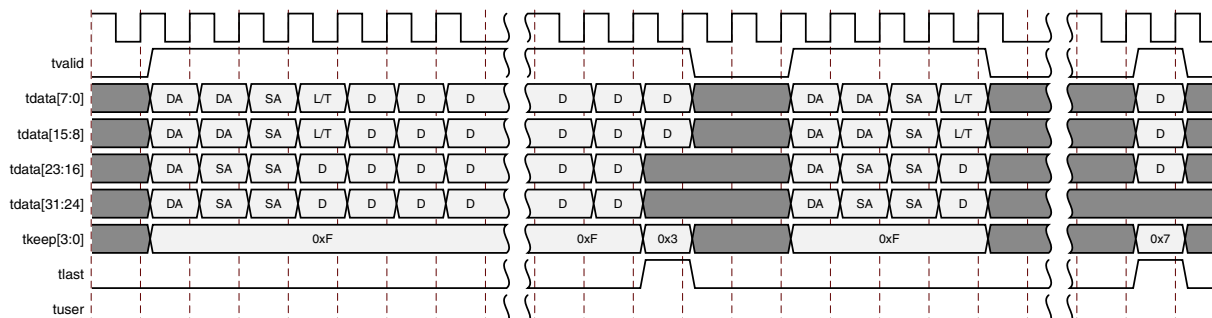 tvalid
tdata[7:0] DA DA SA L/T D D D D D D DA DA SA L/T D
tdata[15:8] DA DA SA L/T D D D D D D DA DA SA L/T D
tdata[23:16] DA SA SA D D D D D D DA SA SA D D
tdata[31:24] DA SA SA D D D D D D DA SA SA D
tkeep[3:0] 0xF 0xF 0x3 0xF 0x7
tlast
tuser